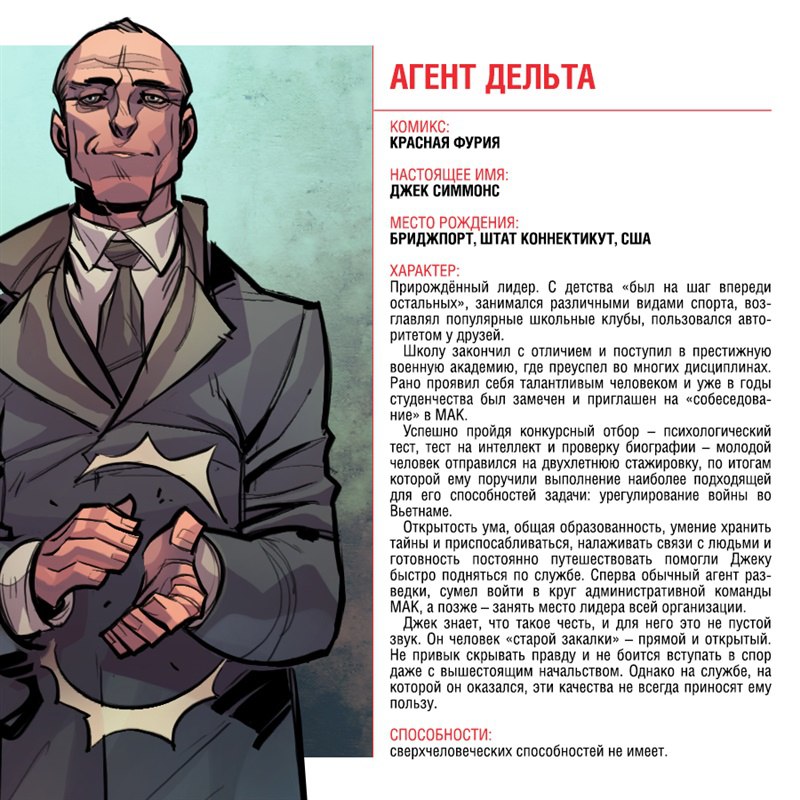 АГЕНТ ДЕЛЬТА
КОМИКС:
КРАСНАЯ ФУРИЯ
НАСТОЯЩЕЕ ИМЯ:
ДЖЕК СИММОНС
МЕСТО РОЖДЕНИЯ:
БРИДЖПОРТ, ШТАТ КОННЕКТИКУТ, США
ХАРАКТЕР:
Прирождённый лидер. С детства «был на шаг впереди
остальных», занимался различными видами спорта, воз-
главлял популярные школьные клубы, пользовался авто-
ритетом у друзей.
Школу закончил с отличием и поступил в престижную
военную академию, где преуспел во многих дисциплинах.
Рано проявил себя талантливым человеком и уже в годы
студенчества был замечен и приглашен на «собеседова-
ние» в МАК.
Успешно пройдя конкурсный отбор – психологический
тест, тест на интеллект и проверку биографии – молодой
человек отправился на двухлетнюю стажировку, по итогам
которой ему поручили выполнение наиболее подходящей
для его способностей задачи: урегулирование войны во
Вьетнаме.
Открытость ума, общая образованность, умение хранить
тайны и приспосабливаться, налаживать связи с людьми и
готовность постоянно путешествовать помогли Джеку
быстро подняться по службе. Сперва обычный агент раз-
ведки, сумел войти в круг административной команды
МАК, а позже – занять место лидера всей организации.
Джек знает, что такое честь, и для него это не пустой
звук. Он человек «старой закалки» – прямой и открытый.
Не привык скрывать правду и не боится вступать в спор
даже с вышестоящим начальством. Однако на службе, на
которой он оказался, эти качества не всегда приносят ему
пользу.
СПОСОБНОСТИ:
сверхчеловеческих способностей не имеет.